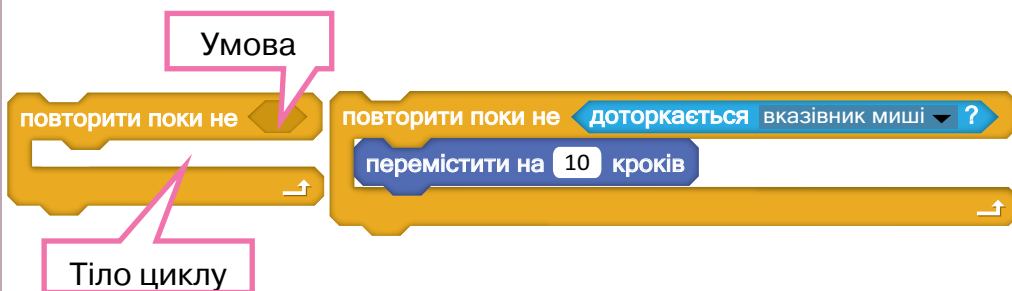 Умова
повторити поки не
повторити поки не доторкається вказівник миші ?
перемістити на 10 кроків
Тіло циклу